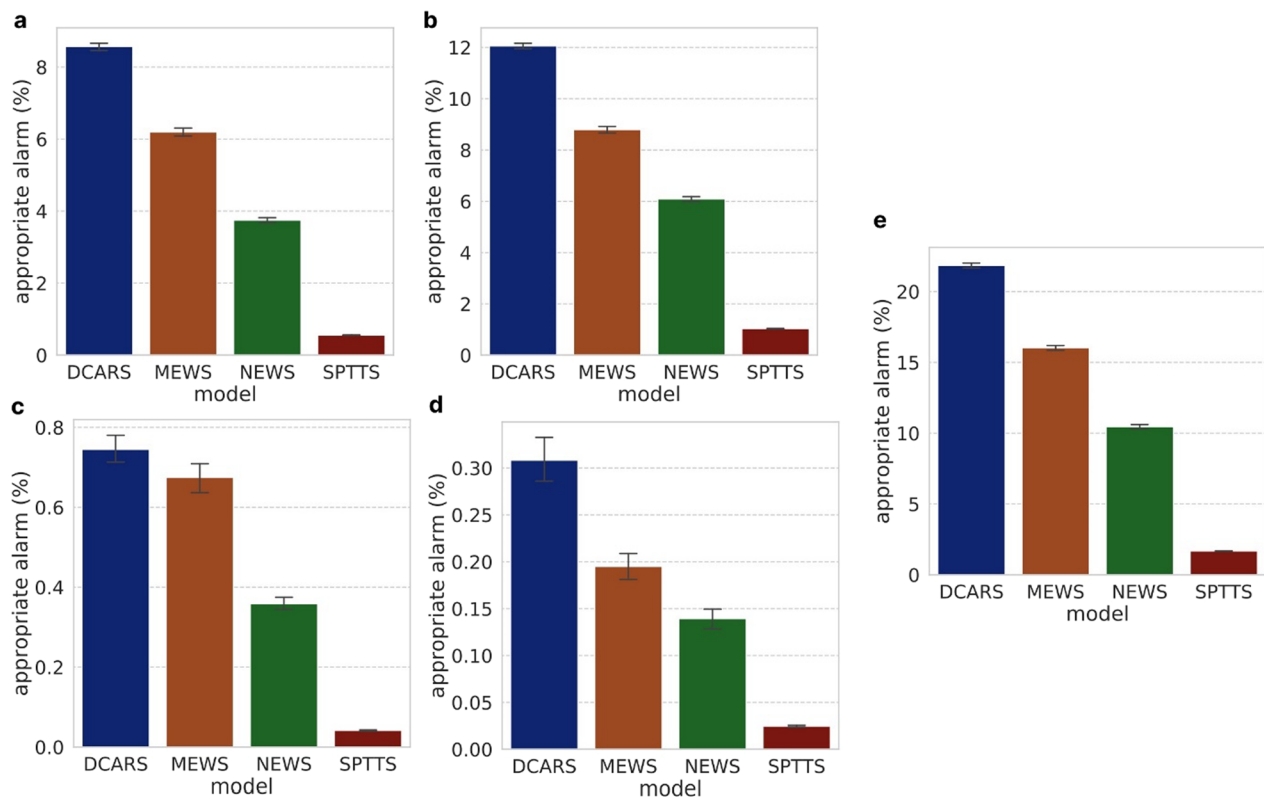 a
appropriate alarm (%)
8
6
4
2
0
DCARS MEWS NEWS SPTTS
model
b
appropriate alarm (%)
12
10
8
6
4
2
0
DCARS MEWS NEWS SPTTS
model
c
appropriate alarm (%)
0.8
0.6
0.4
0.2
0.0
DCARS MEWS NEWS SPTTS
model
d
appropriate alarm (%)
0.30
0.25
0.20
0.15
0.10
0.05
0.00
DCARS MEWS NEWS SPTTS
model
e
appropriate alarm (%)
20
15
10
5
0
DCARS MEWS NEWS SPTTS
model